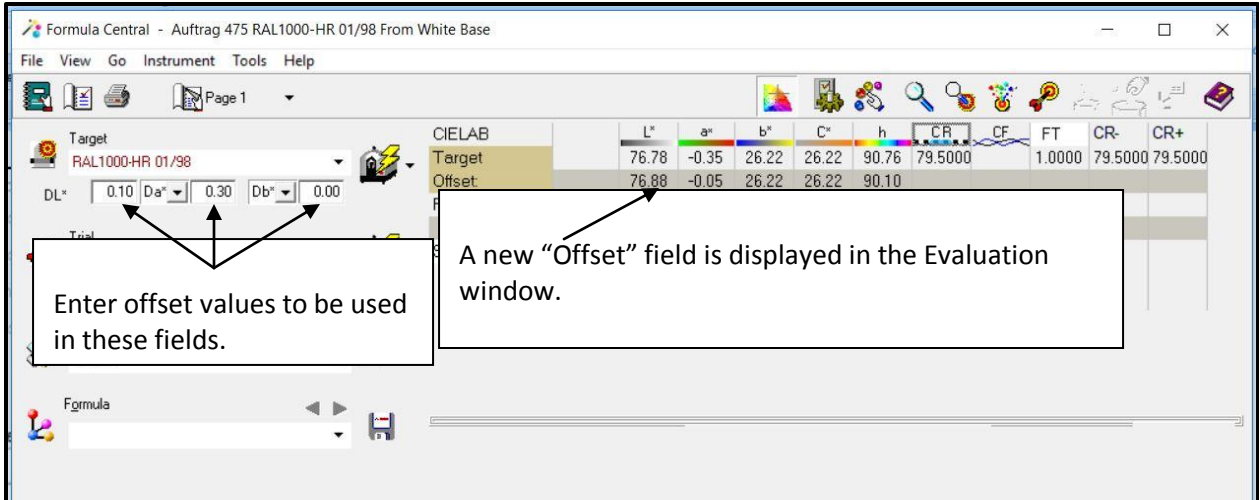 Formula Central - Auftrag 475 RAL1000-HR 01/98 From White Base
File View Go Instrument Tools Help
Page 1
Target
RAL1000-HR 01/98
DL* 0.10 Da* 0.30 Db* 0.00
CIELAB L* a* b* C* h CR CF FT CR- CR+
Target 76.78 -0.35 26.22 26.22 90.76 79.5000 1.0000 79.5000 79.5000
Offset: 76.88 -0.05 26.22 26.22 90.10
Trial
Enter offset values to be used
in these fields.
A new “Offset” field is displayed in the Evaluation
window.
Formula